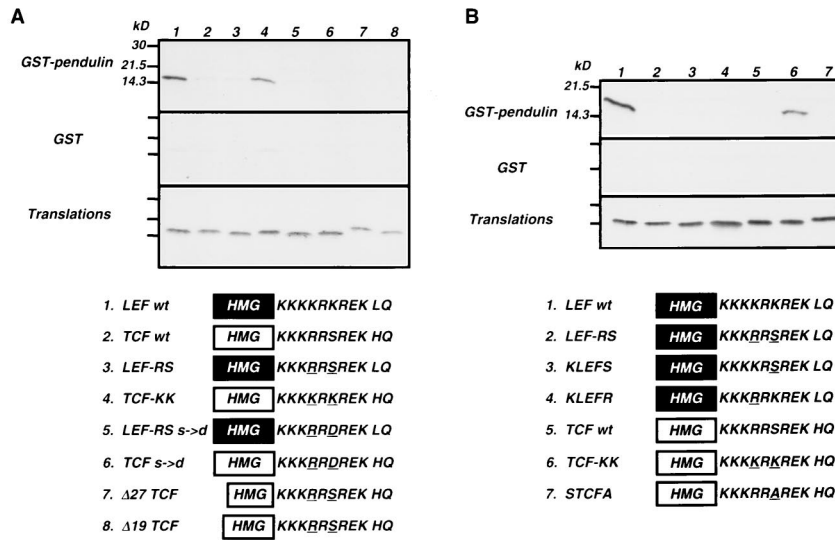 A
kD 1 2 3 4 5 6 7 8
30
GST-pendulin 21.5
14.3
GST
Translations
1. LEF wt HMG KKKKRKREK LQ
2. TCF wt HMG KKKRRSREK HQ
3. LEF-RS HMG KKKRRSREK LQ
4. TCF-KK HMG KKKKRKREK HQ
5. LEF-RS s->d HMG KKKRRDREK LQ
6. TCF s->d HMG KKKRRDREK HQ
7. Δ27 TCF HMG KKKRRSREK HQ
8. Δ19 TCF HMG KKKRRSREK HQ
B
kD 1 2 3 4 5 6 7
21.5
GST-pendulin 14.3
GST
Translations
1. LEF wt HMG KKKKRKREK LQ
2. LEF-RS HMG KKKRRSREK LQ
3. KLEFS HMG KKKKRSREK LQ
4. KLEFR HMG KKKRRKREK LQ
5. TCF wt HMG KKKRRSREK HQ
6. TCF-KK HMG KKKKRKREK HQ
7. STCFA HMG KKKRRAREK HQ